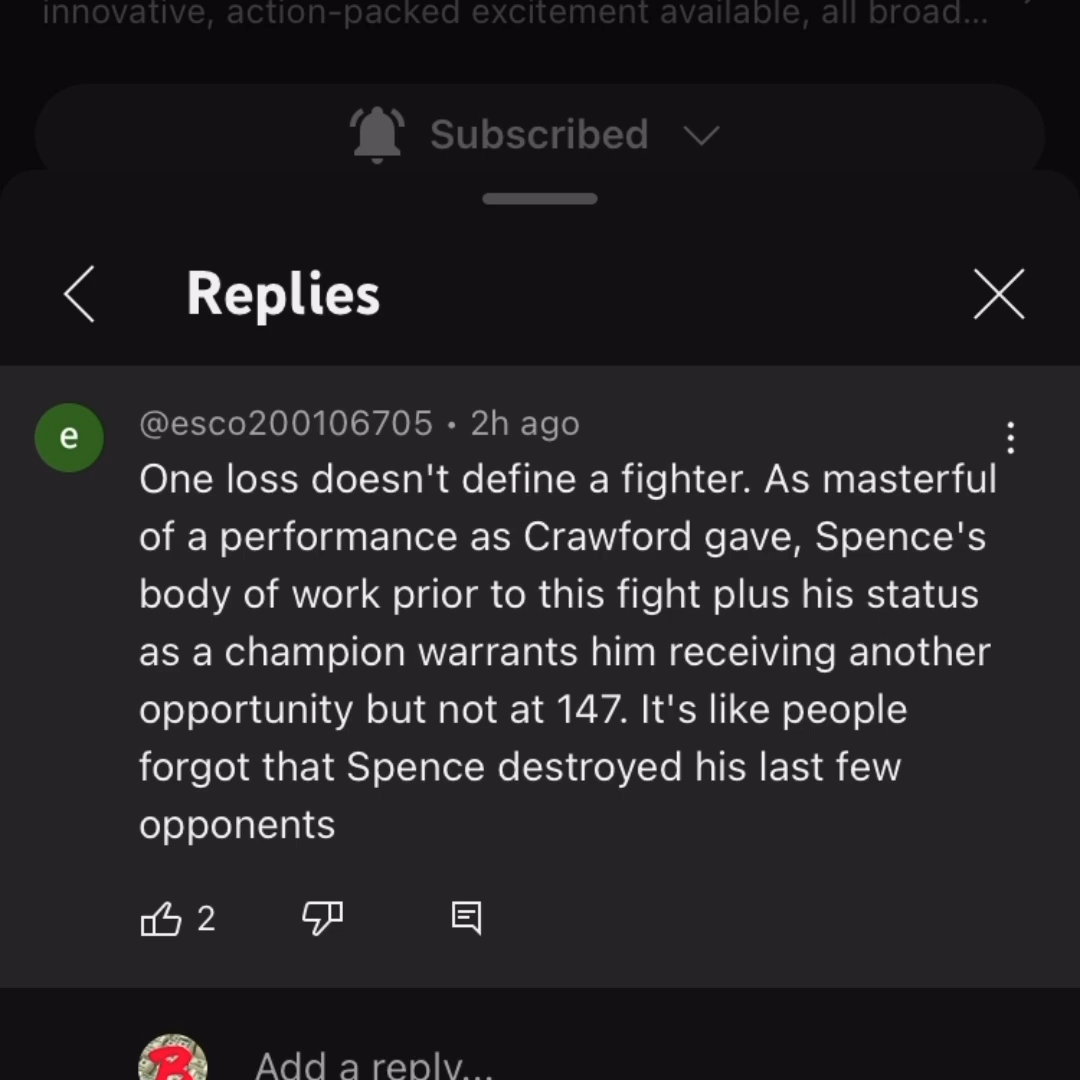 innovative, action-packed excitement available, all broad...
Subscribed
Replies
e
@esco200106705 • 2h ago
One loss doesn't define a fighter. As masterful
of a performance as Crawford gave, Spence's
body of work prior to this fight plus his status
as a champion warrants him receiving another
opportunity but not at 147. It's like people
forgot that Spence destroyed his last few
opponents
2
B
Add a reply...